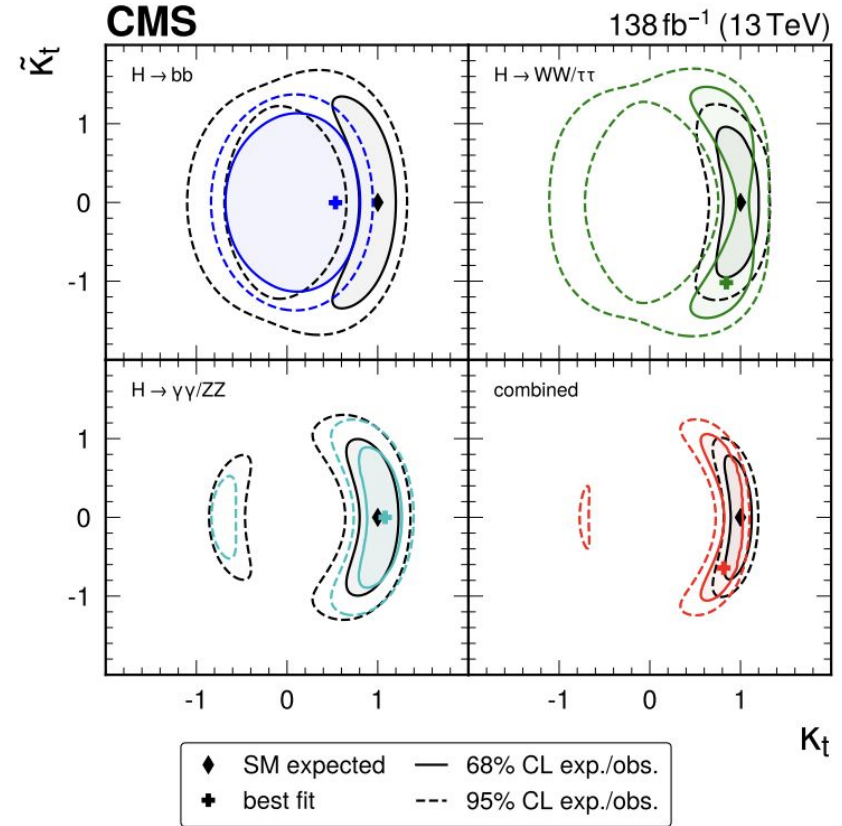 CMS 138 fb⁻¹ (13 TeV)
κ̃t
H → bb
H → WW/ττ
1
0
-1
H → γγ/ZZ
combined
1
0
-1
-1 0 1 -1 0 1
κt
SM expected 68% CL exp./obs.
best fit 95% CL exp./obs.